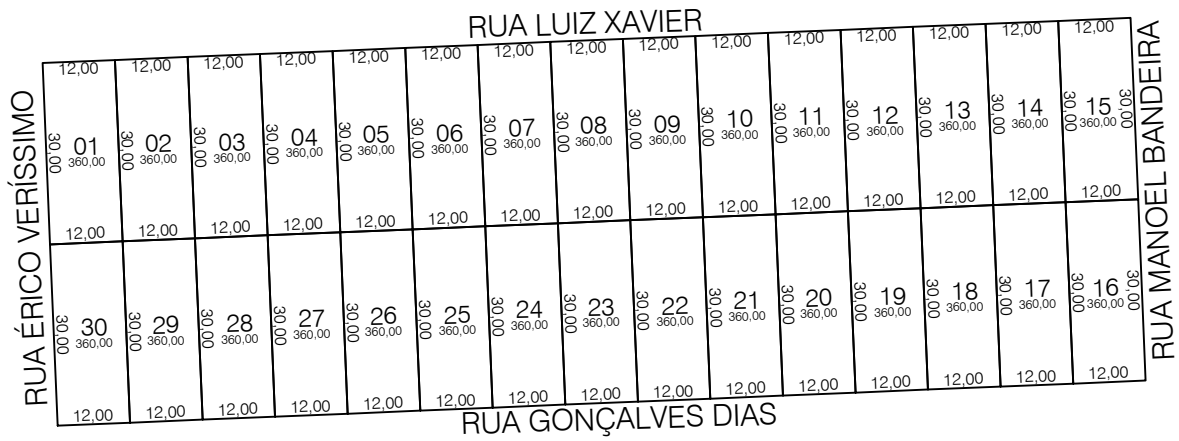 RUA LUIZ XAVIER
12,00 12,00 12,00 12,00 12,00 12,00 12,00 12,00 12,00 12,00 12,00 12,00 12,00 12,00 12,00
RUA ÉRICO VERÍSSIMO
30,00 01 30,00 02 30,00 03 30,00 04 30,00 05 30,00 06 30,00 07 30,00 08 30,00 09 30,00 10 30,00 11 30,00 12 30,00 13 30,00 14 30,00 15 30,00
360,00 360,00 360,00 360,00 360,00 360,00 360,00 360,00 360,00 360,00 360,00 360,00 360,00 360,00 360,00
12,00 12,00 12,00 12,00 12,00 12,00 12,00 12,00 12,00 12,00 12,00 12,00 12,00 12,00 12,00
RUA MANOEL BANDEIRA
30,00 30 30,00 29 30,00 28 30,00 27 30,00 26 30,00 25 30,00 24 30,00 23 30,00 22 30,00 21 30,00 20 30,00 19 30,00 18 30,00 17 30,00 16 30,00
360,00 360,00 360,00 360,00 360,00 360,00 360,00 360,00 360,00 360,00 360,00 360,00 360,00 360,00 360,00
12,00 12,00 12,00 12,00 12,00 12,00 12,00 12,00 12,00 12,00 12,00 12,00 12,00 12,00 12,00
RUA GONÇALVES DIAS